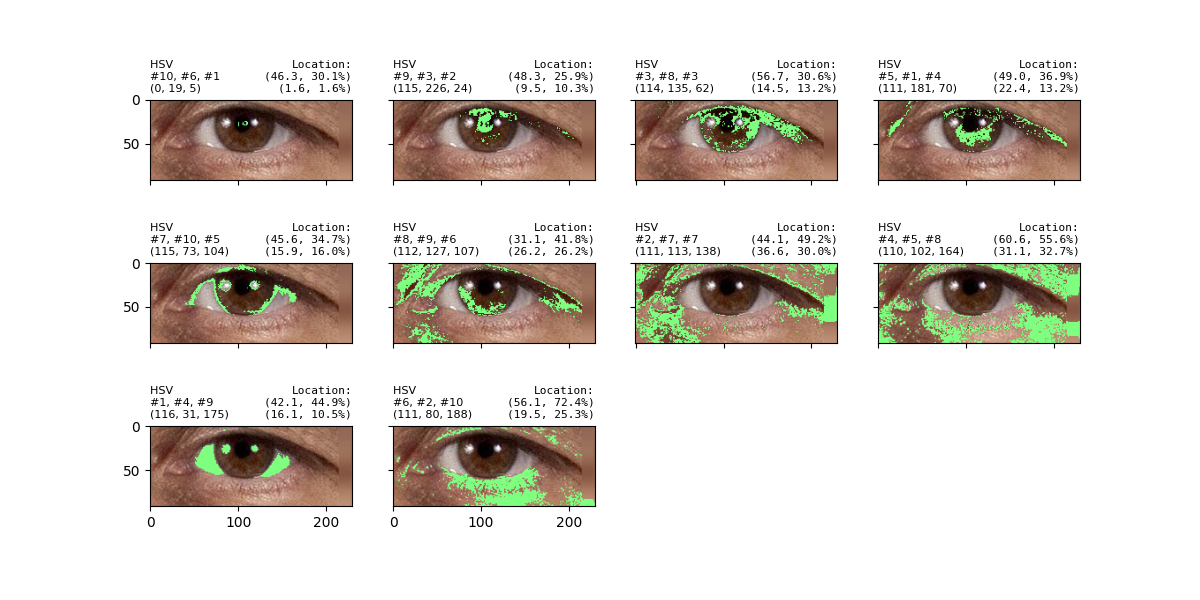 HSV Location:
#10, #6, #1 (46.3, 30.1%)
(0, 19, 5) (1.6, 1.6%)
HSV Location:
#9, #3, #2 (48.3, 25.9%)
(115, 226, 24) (9.5, 10.3%)
HSV Location:
#3, #8, #3 (56.7, 30.6%)
(114, 135, 62) (14.5, 13.2%)
HSV Location:
#5, #1, #4 (49.0, 36.9%)
(111, 181, 70) (22.4, 13.2%)
0
50
HSV Location:
#7, #10, #5 (45.6, 34.7%)
(115, 73, 104) (15.9, 16.0%)
HSV Location:
#8, #9, #6 (31.1, 41.8%)
(112, 127, 107) (26.2, 26.2%)
HSV Location:
#2, #7, #7 (44.1, 49.2%)
(111, 113, 138) (36.6, 30.0%)
HSV Location:
#4, #5, #8 (60.6, 55.6%)
(110, 102, 164) (31.1, 32.7%)
0
50
HSV Location:
#1, #4, #9 (42.1, 44.9%)
(116, 31, 175) (16.1, 10.5%)
HSV Location:
#6, #2, #10 (56.1, 72.4%)
(111, 80, 188) (19.5, 25.3%)
0
50
0 100 200
0 100 200